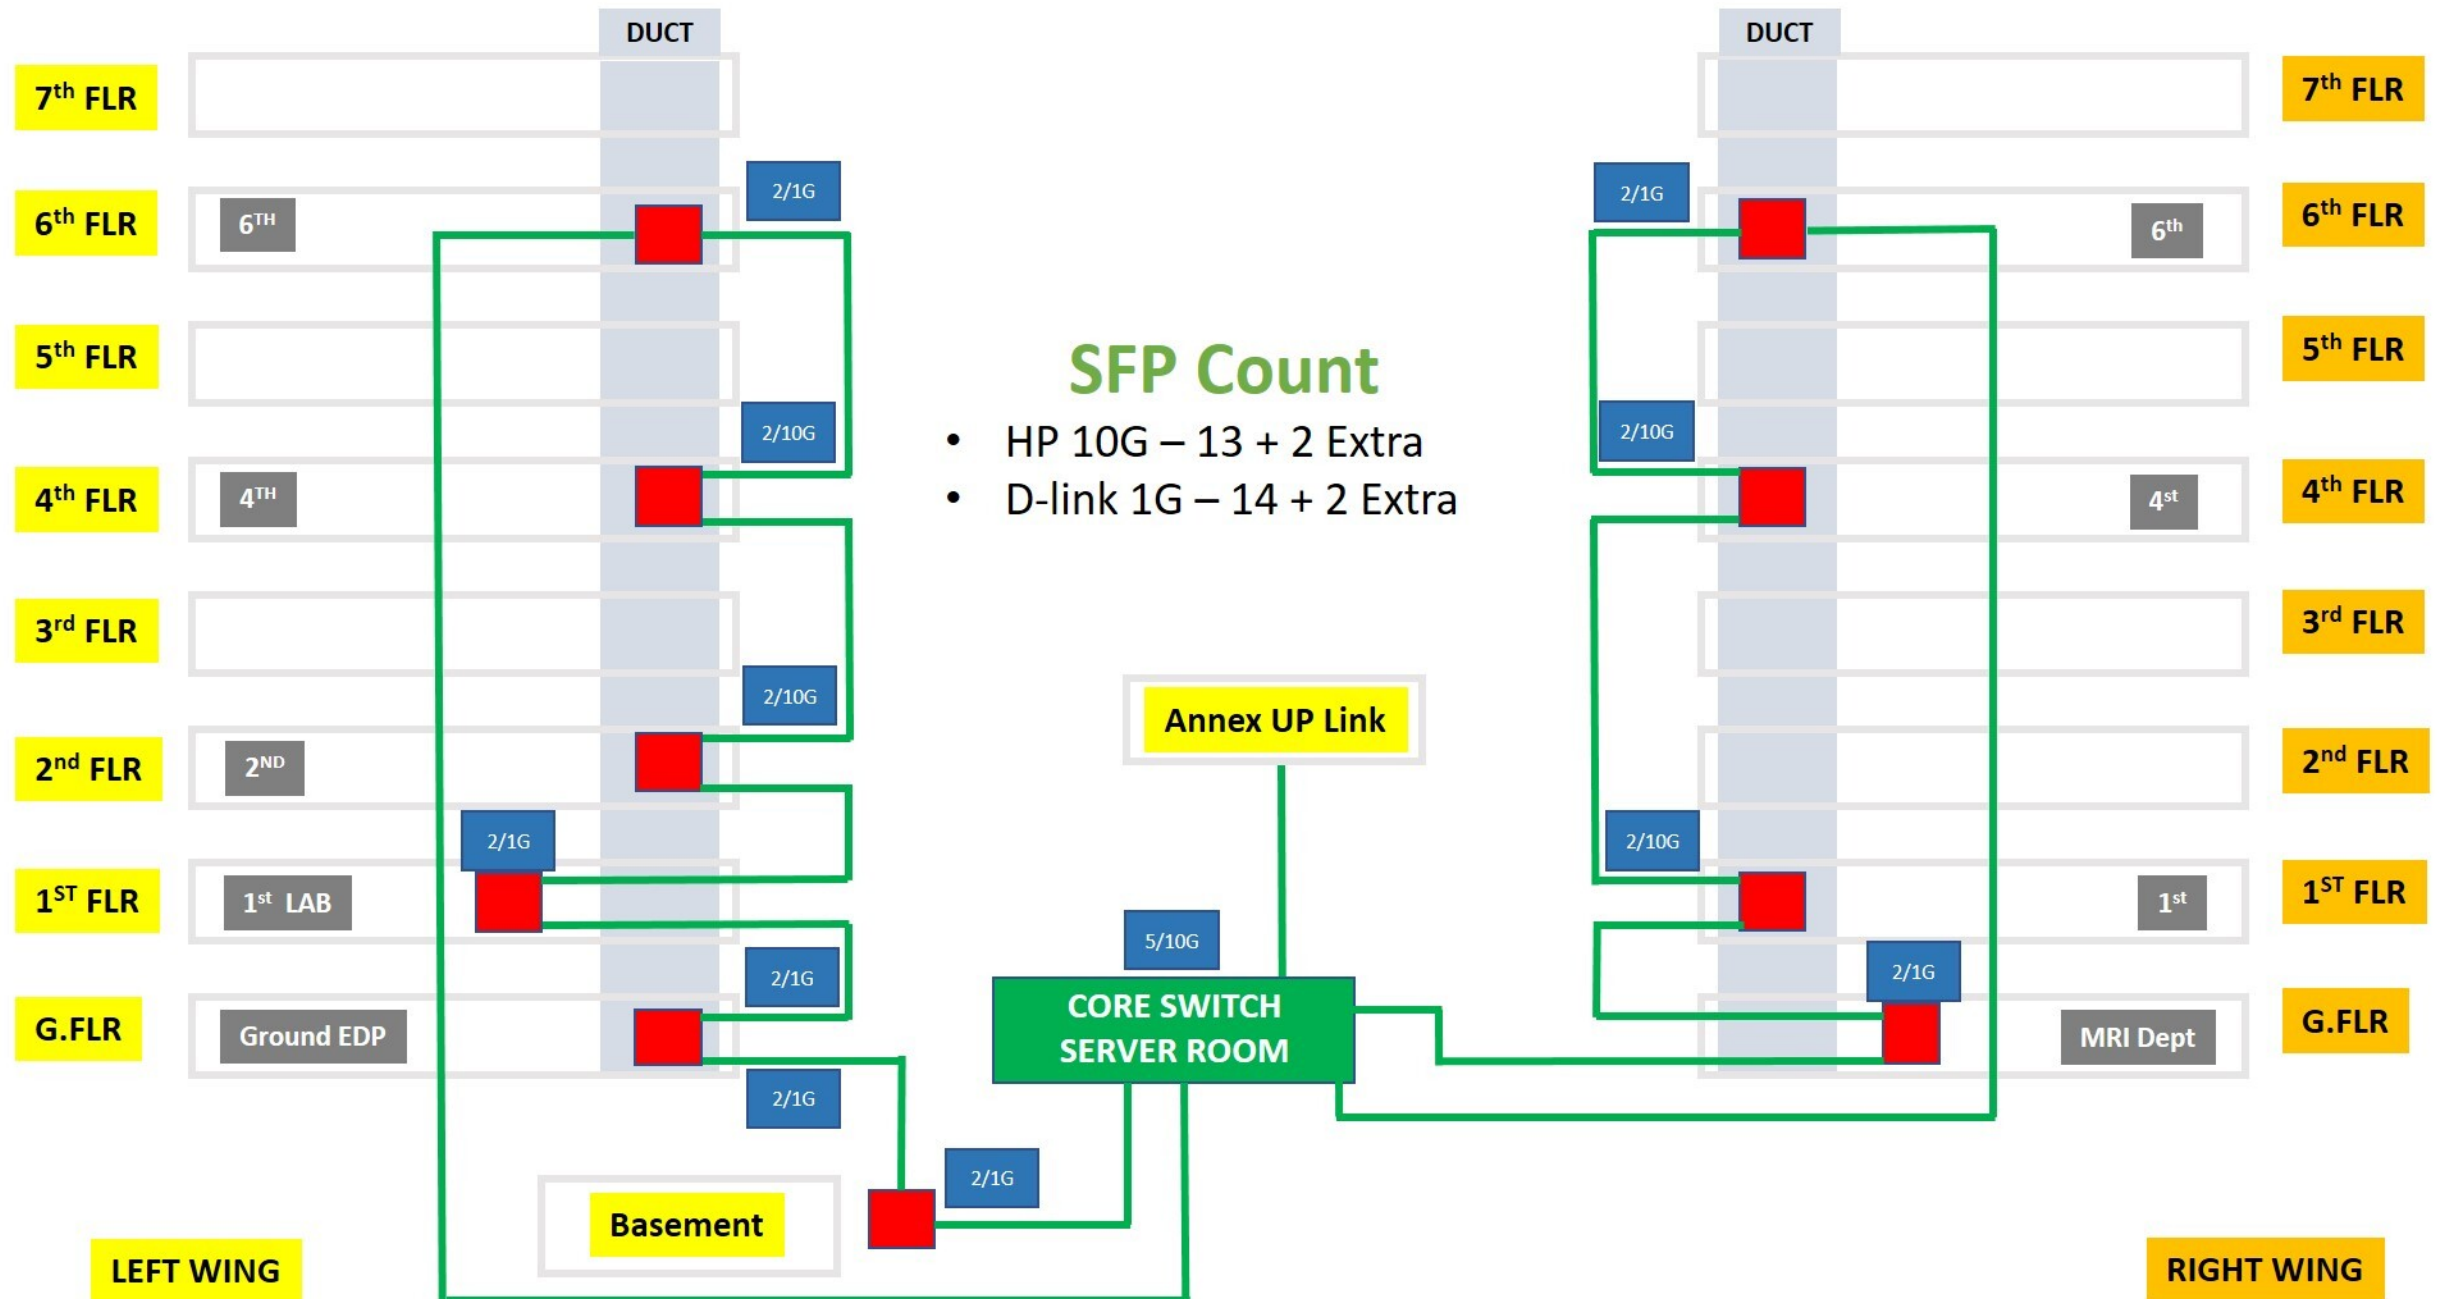 DUCT
DUCT
7th FLR
7th FLR
2/1G
2/1G
6th FLR
6TH
6th
6th FLR
5th FLR
SFP Count
5th FLR
2/10G
2/10G
• HP 10G – 13 + 2 Extra
• D-link 1G – 14 + 2 Extra
4th FLR
4TH
4st
4th FLR
3rd FLR
3rd FLR
2/10G
Annex UP Link
2nd FLR
2ND
2nd FLR
2/1G
2/10G
1ST FLR
1st LAB
1st
1ST FLR
5/10G
2/1G
2/1G
G.FLR
Ground EDP
CORE SWITCH
SERVER ROOM
MRI Dept
G.FLR
2/1G
2/1G
Basement
LEFT WING
RIGHT WING